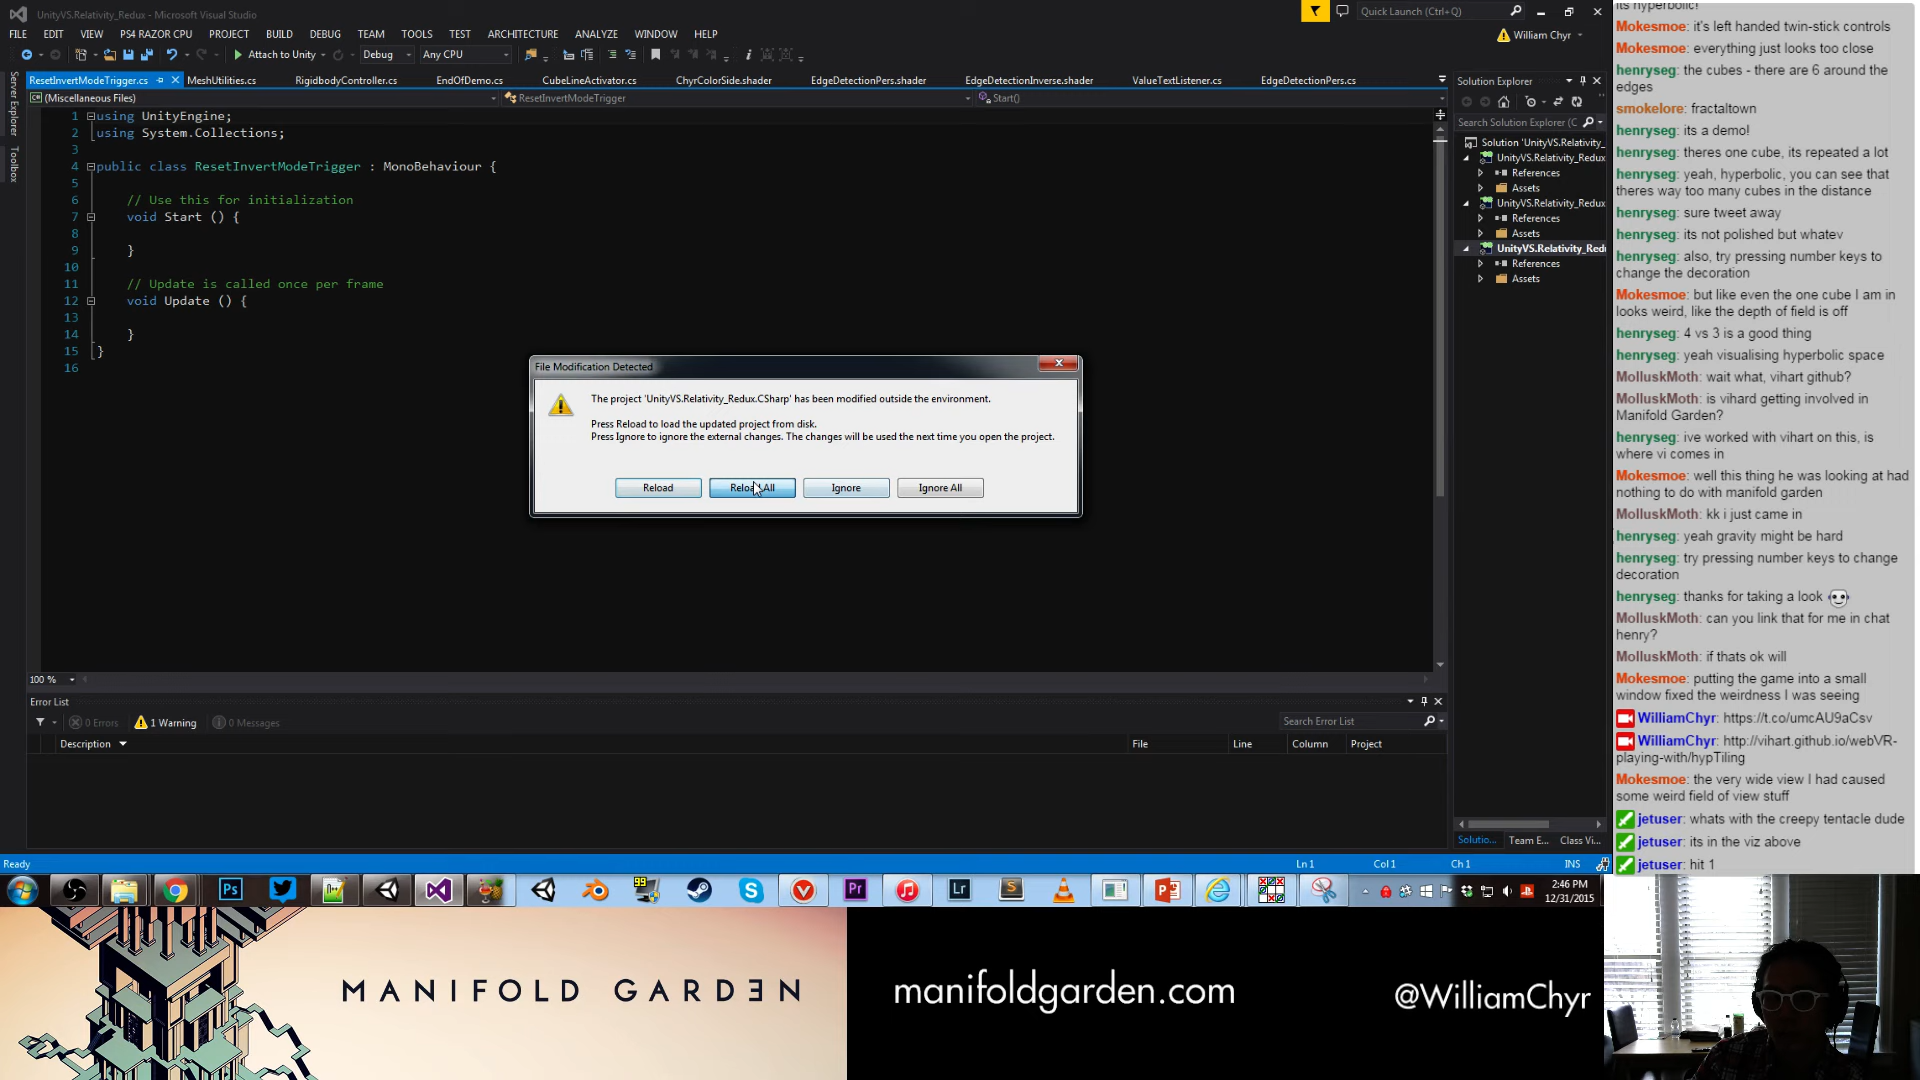 UnityVS.Relativity_Redux - Microsoft Visual Studio
Quick Launch (Ctrl+Q)
FILE EDIT VIEW PS4 RAZOR CPU PROJECT BUILD DEBUG TEAM TOOLS TEST ARCHITECTURE ANALYZE WINDOW HELP
William Chyr
Attach to Unity Debug Any CPU
ResetInvertModeTrigger.cs MeshUtilities.cs RigidbodyController.cs EndOfDemo.cs CubeLineActivator.cs ChyrColorSide.shader EdgeDetectionPers.shader EdgeDetectionInverse.shader ValueTextListener.cs EdgeDetectionPers.cs
(Miscellaneous Files) ResetInvertModeTrigger Start()
Server Explorer
Toolbox
1 using UnityEngine;
2 using System.Collections;
3
4 public class ResetInvertModeTrigger : MonoBehaviour {
5
6 // Use this for initialization
7 void Start () {
8
9 }
10
11 // Update is called once per frame
12 void Update () {
13
14 }
15 }
16
File Modification Detected
The project 'UnityVS.Relativity_Redux.CSharp' has been modified outside the environment.
Press Reload to load the updated project from disk.
Press Ignore to ignore the external changes. The changes will be used the next time you open the project.
Reload Reload All Ignore Ignore All
Solution Explorer
Search Solution Explorer (C
Solution 'UnityVS.Relativity_
UnityVS.Relativity_Redux
References
Assets
UnityVS.Relativity_Redux
References
Assets
UnityVS.Relativity_Red
References
Assets
Solutio... Team E... Class Vi...
100 %
Error List
0 Errors 1 Warning 0 Messages
Search Error List
Description File Line Column Project
Ready Ln 1 Col 1 Ch 1 INS
2:46 PM
12/31/2015
its hyperbolic!
Mokesmoe: it's left handed twin-stick controls
Mokesmoe: everything just looks too close
henryseg: the cubes - there are 6 around the
edges
smokelore: fractaltown
henryseg: its a demo!
henryseg: theres one cube, its repeated a lot
henryseg: yeah, hyperbolic, you can see that
theres way too many cubes in the distance
henryseg: sure tweet away
henryseg: its not polished but whatev
henryseg: also, try pressing number keys to
change the decoration
Mokesmoe: but like even the one cube I am in
looks weird, like the depth of field is off
henryseg: 4 vs 3 is a good thing
henryseg: yeah visualising hyperbolic space
MolluskMoth: wait what, vihart github?
MolluskMoth: is vihard getting involved in
Manifold Garden?
henryseg: ive worked with vihart on this, is
where vi comes in
Mokesmoe: well this thing he was looking at had
nothing to do with manifold garden
MolluskMoth: kk i just came in
henryseg: yeah gravity might be hard
henryseg: try pressing number keys to change
decoration
henryseg: thanks for taking a look
MolluskMoth: can you link that for me in chat
henry?
MolluskMoth: if thats ok will
Mokesmoe: putting the game into a small
window fixed the weirdness I was seeing
WilliamChyr: https://t.co/umcAU9aCsv
WilliamChyr: http://vihart.github.io/webVR-
playing-with/hypTiling
Mokesmoe: the very wide view I had caused
some weird field of view stuff
jetuser: whats with the creepy tentacle dude
jetuser: its in the viz above
jetuser: hit 1
MANIFOLD GARDEN
manifoldgarden.com
@WilliamChyr